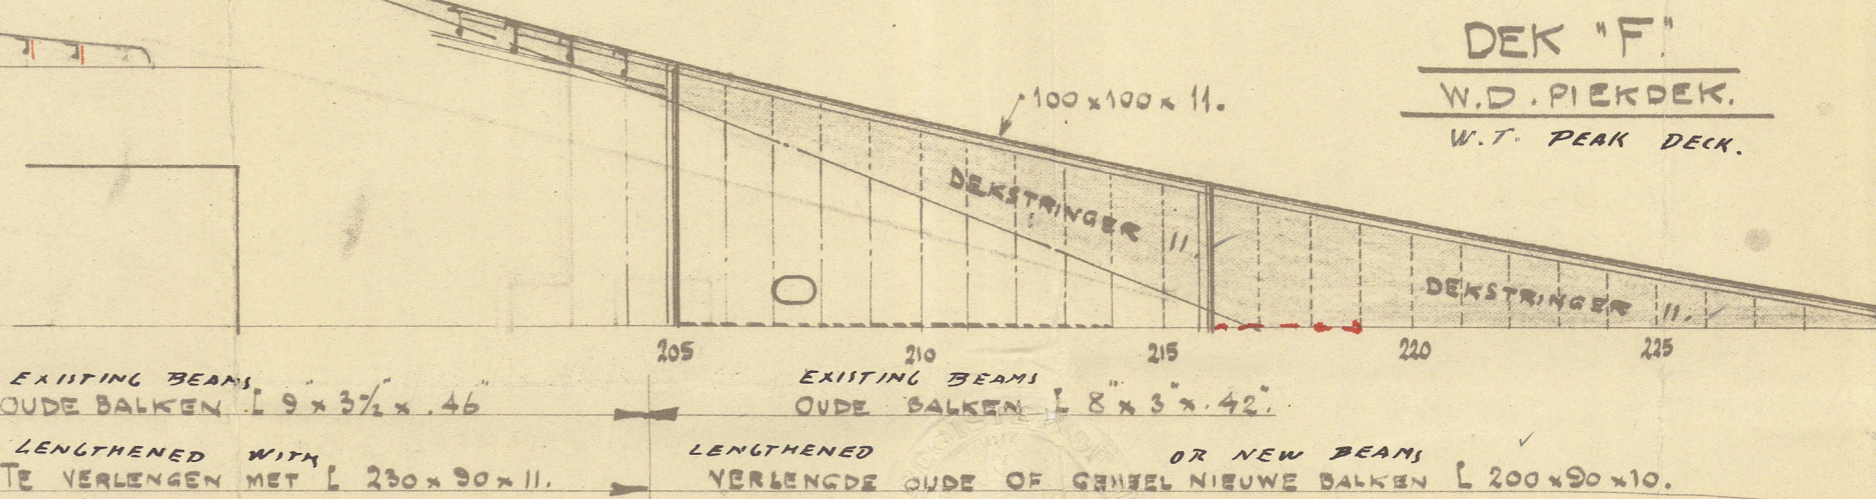 DEK "F"
W.D. PIEKDEK.
W.T. PEAK DECK.
100 x 100 x 11.
DEKSTRINGER 11.
DEKSTRINGER 11.
205 210 215 220 225
EXISTING BEAMS
OUDE BALKEN [ 9" x 3½" x .46"
EXISTING BEAMS
OUDE BALKEN [ 8" x 3" x .42".
LENGTHENED WITH
TE VERLENGEN MET [ 230 x 90 x 11.
LENGTHENED OR NEW BEAMS
VERLENGDE OUDE OF GEHEEL NIEUWE BALKEN [ 200 x 90 x 10.